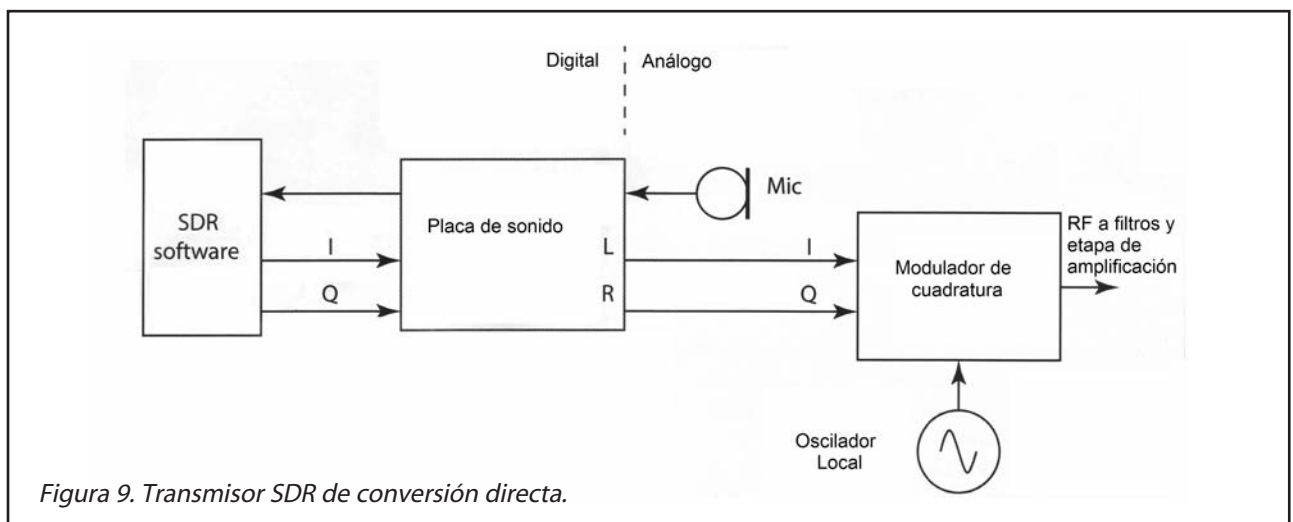 Digital
Análogo
Mic
SDR
software
I
Q
Placa de sonido
L
R
I
Q
Modulador de
cuadratura
RF a filtros y
etapa de
amplificación
Oscilador
Local
Figura 9. Transmisor SDR de conversión directa.